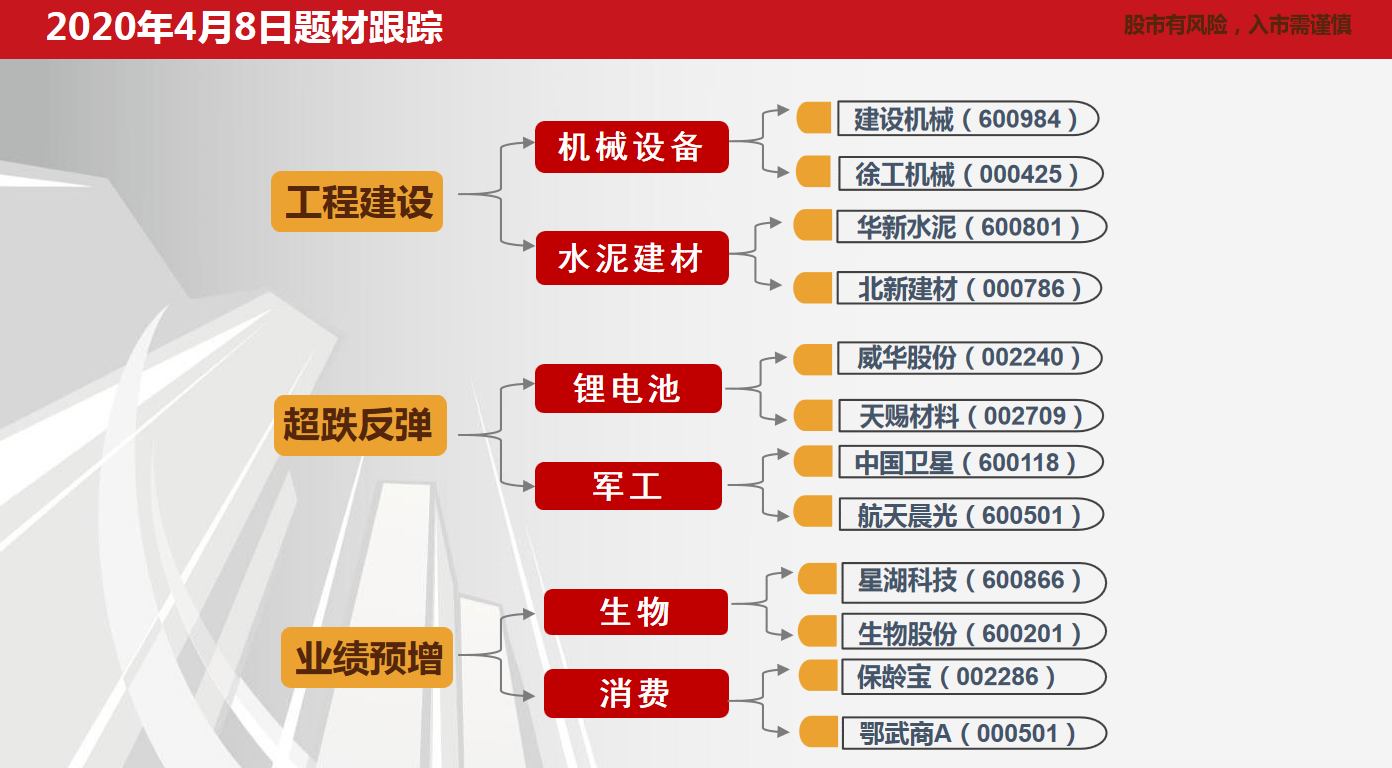 2020年4月8日题材跟踪
股市有风险，入市需谨慎
工程建设
机械设备
建设机械（600984）
徐工机械（000425）
水泥建材
华新水泥（600801）
北新建材（000786）
超跌反弹
锂电池
威华股份（002240）
天赐材料（002709）
军工
中国卫星（600118）
航天晨光（600501）
业绩预增
生物
星湖科技（600866）
生物股份（600201）
消费
保龄宝（002286）
鄂武商A（000501）